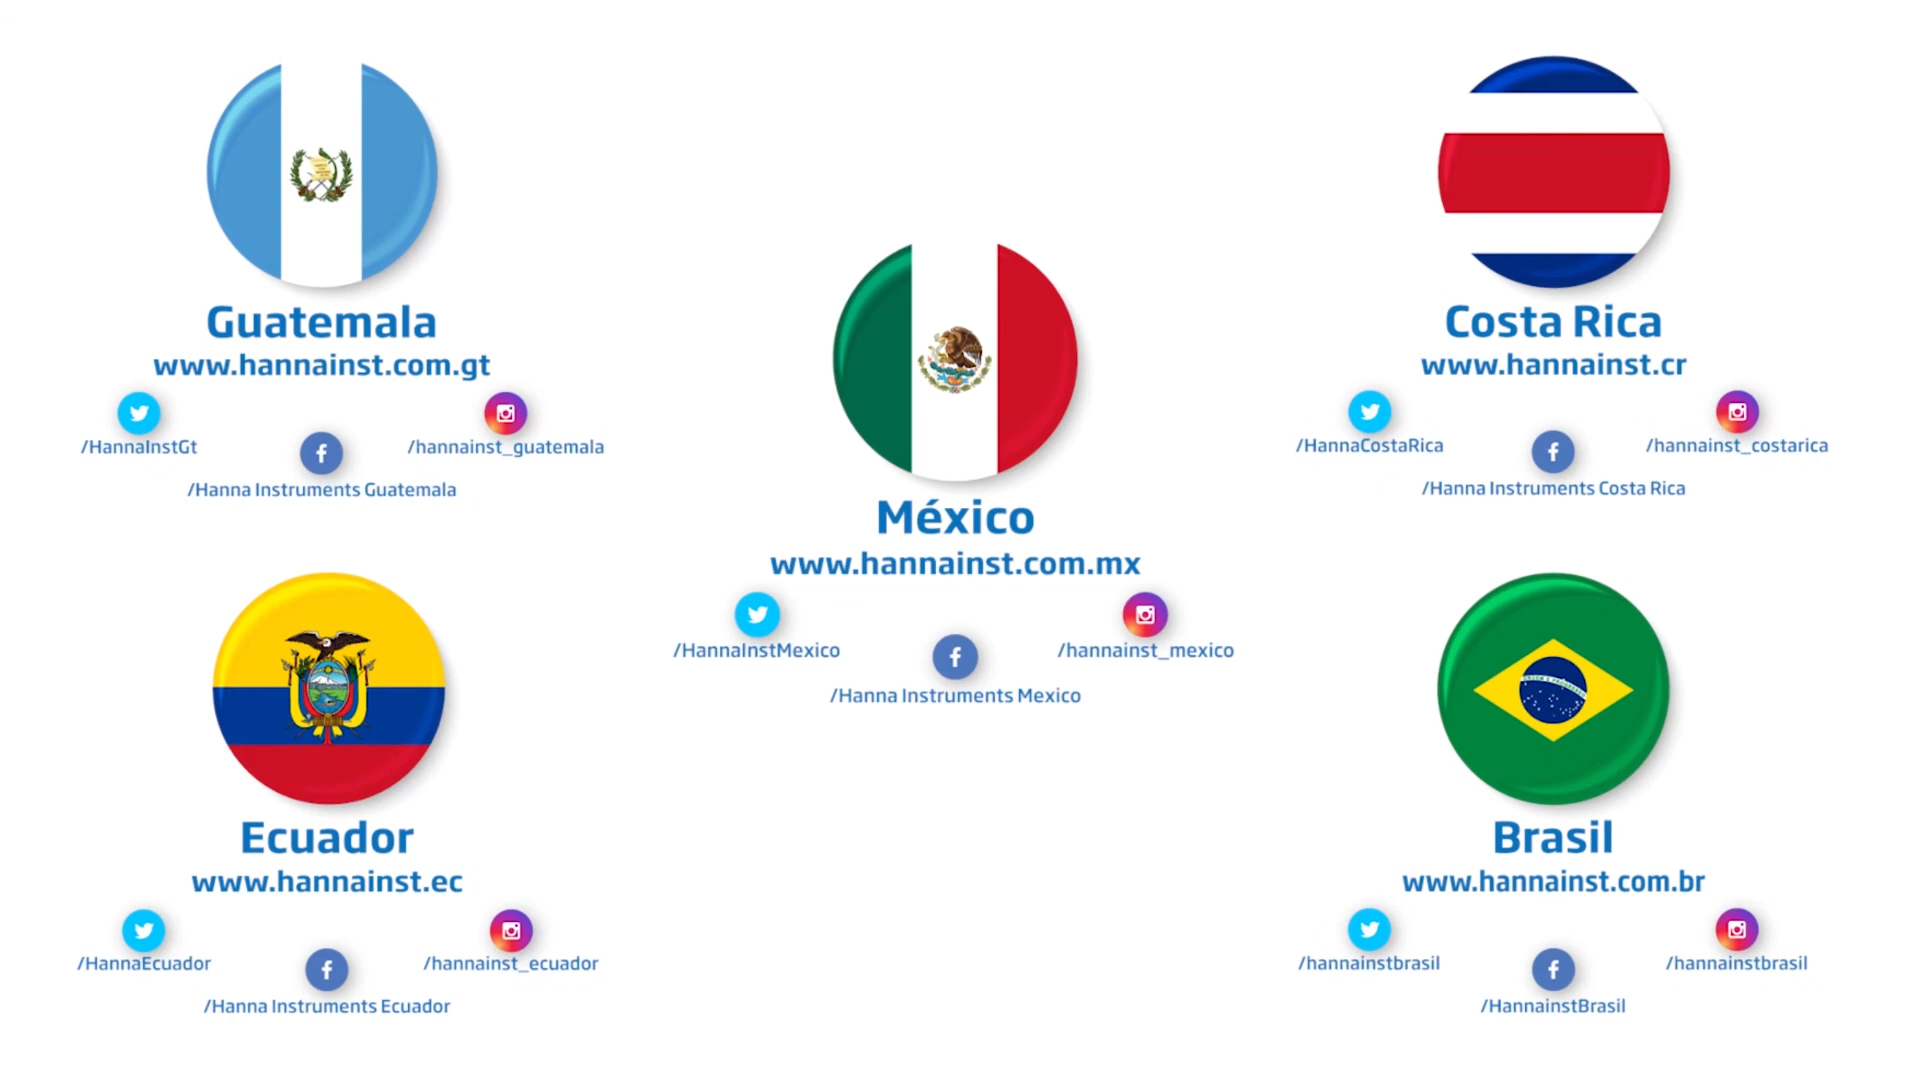 Guatemala
www.hannainst.com.gt
/HannaInstGt
/hannainst_guatemala
/Hanna Instruments Guatemala
Costa Rica
www.hannainst.cr
/HannaCostaRica
/hannainst_costarica
/Hanna Instruments Costa Rica
México
www.hannainst.com.mx
/HannaInstMexico
/hannainst_mexico
/Hanna Instruments Mexico
Ecuador
www.hannainst.ec
/HannaEcuador
/hannainst_ecuador
/Hanna Instruments Ecuador
Brasil
www.hannainst.com.br
/hannainstbrasil
/hannainstbrasil
/HannainstBrasil